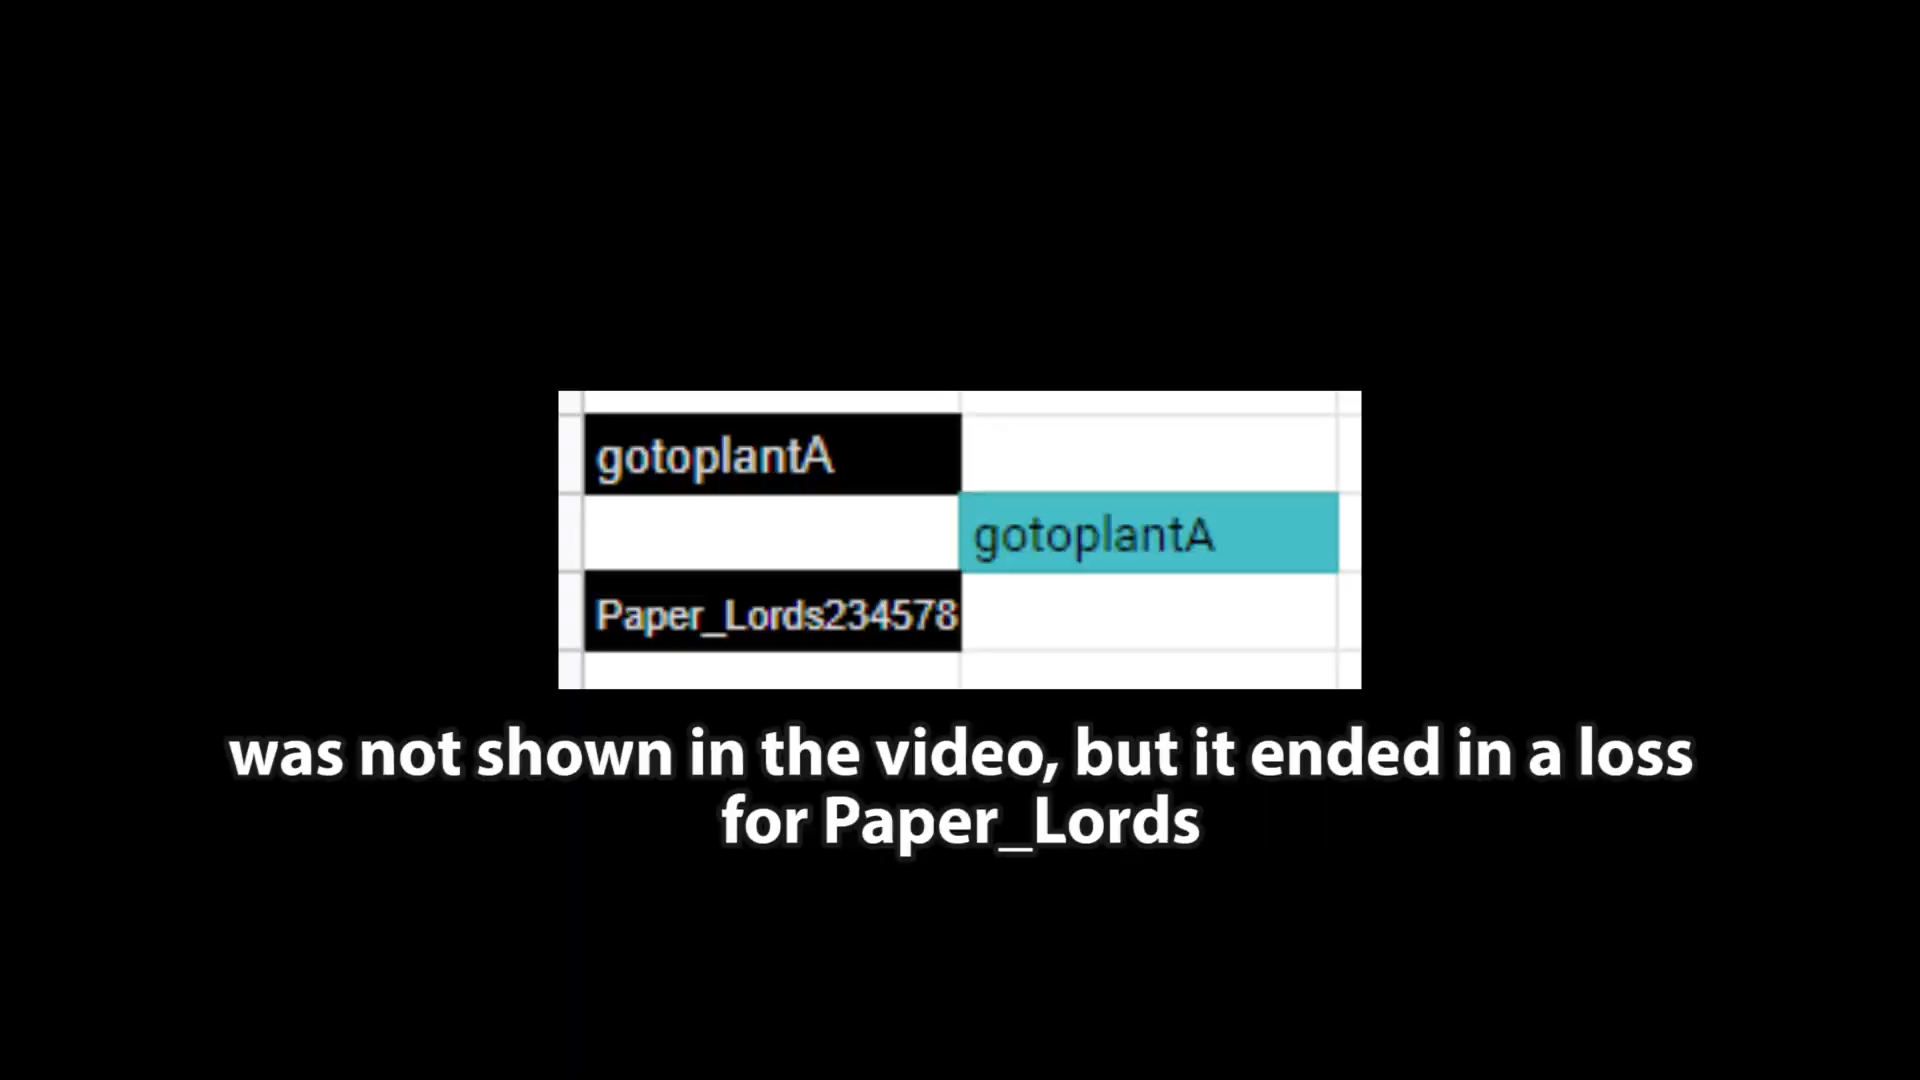 gotoplantA
gotoplantA
Paper_Lords234578
was not shown in the video, but it ended in a loss
for Paper_Lords